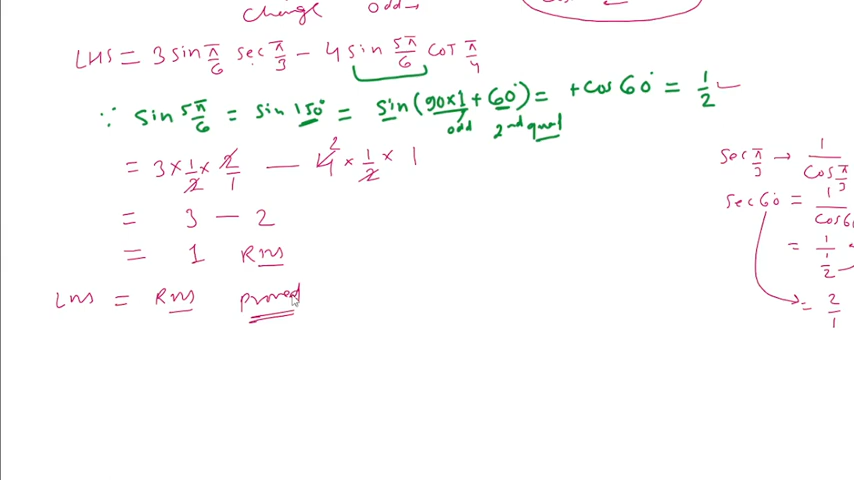 change odd →
LHS = 3 sin π/6 sec π/3 − 4 sin 5π/6 cot π/4
∵ sin 5π/6 = sin 150° = sin (90×1 + 60°) = + cos 60° = 1/2
odd 2nd quad
= 3 × 1/2 × 2/1 − 4 2 × 1/2 × 1
= 3 − 2
= 1 RHS
LHS = RHS proved
sec π/3 → 1/cos π/3
sec 60 = 1/cos 6
= 1/(1/2)
= 2/1